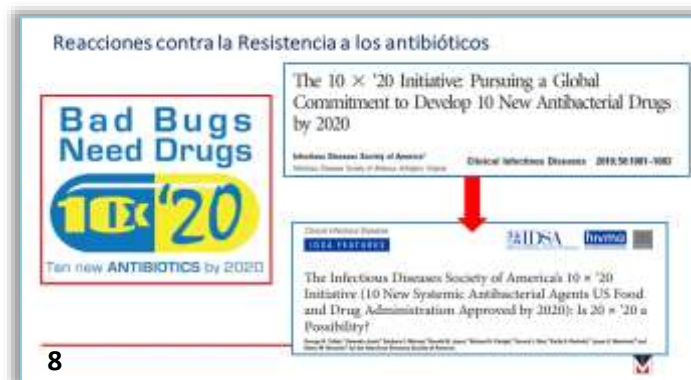 Reacciones contra la Resistencia a los antibióticos
Bad Bugs
Need Drugs
10x '20
Ten new ANTIBIOTICS by 2020
The 10 × '20 Initiative: Pursuing a Global
Commitment to Develop 10 New Antibacterial Drugs
by 2020
Infectious Diseases Society of America
Clinical Infectious Diseases 2010;50:1081–1083
Clinical Infectious Diseases
IDSA FEATURES
IDSA
hivma
The Infectious Diseases Society of America's 10 × '20
Initiative (10 New Systemic Antibacterial Agents US Food
and Drug Administration Approved by 2020): Is 20 × '20 a
Possibility?
8